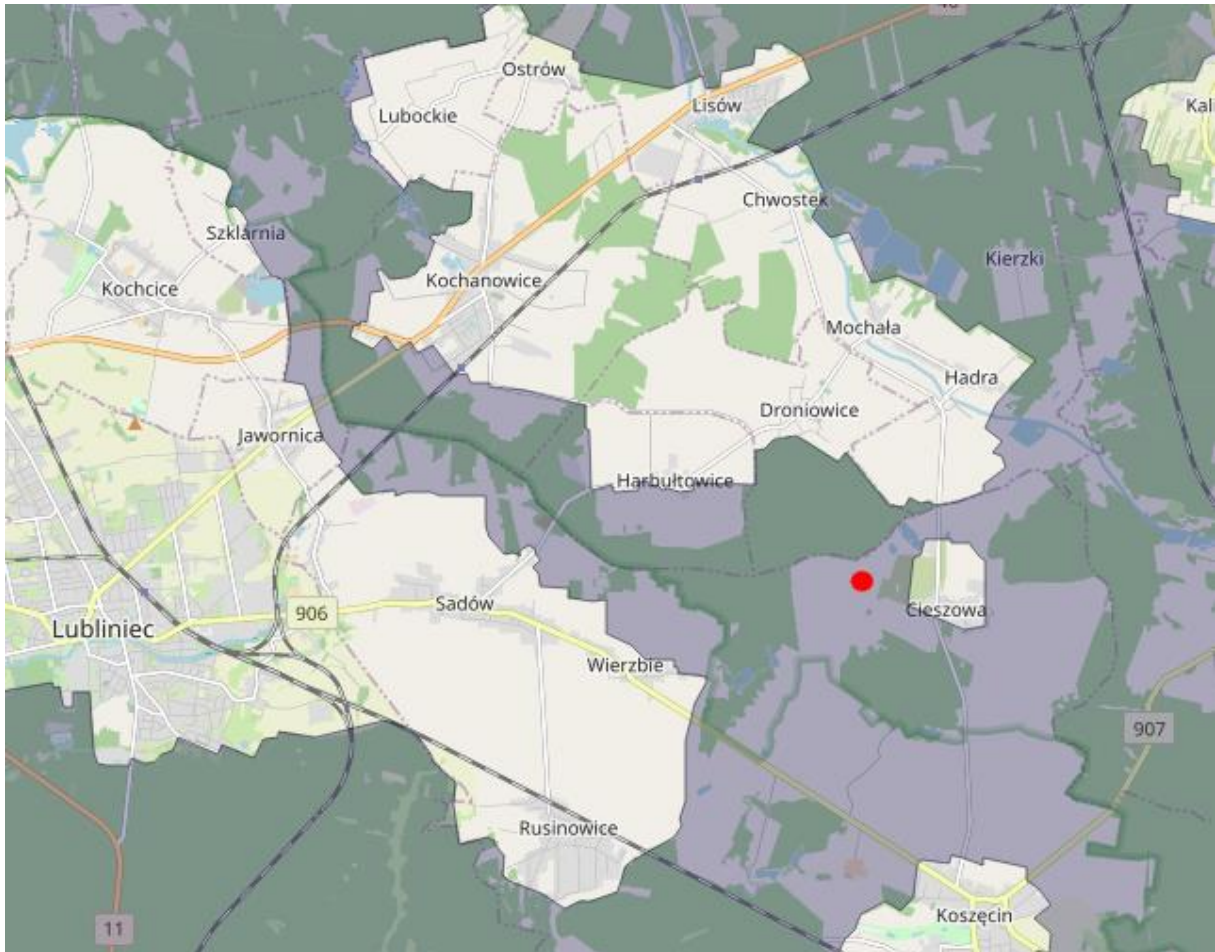 Ostrów
Lubockie
Lisów
Kali
Chwostek
Szklarnia
Kierzki
Kochcice
Kochanowice
Mochała
Hadra
Droniowice
Jawornica
Harbułtowice
906
Sadów
Cieszowa
Lubliniec
Wierzbie
907
Rusinowice
11
Koszęcin